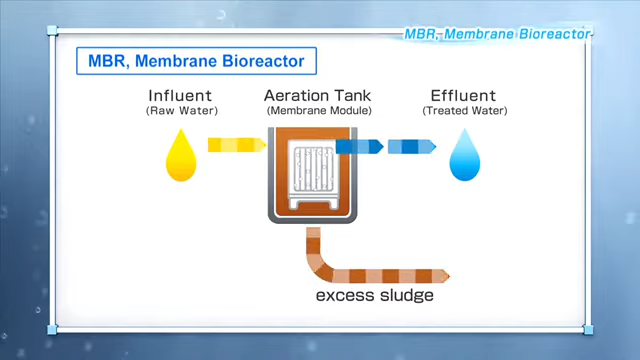 MBR, Membrane Bioreactor
MBR, Membrane Bioreactor
Influent
(Raw Water)
Aeration Tank
(Membrane Module)
Effluent
(Treated Water)
excess sludge